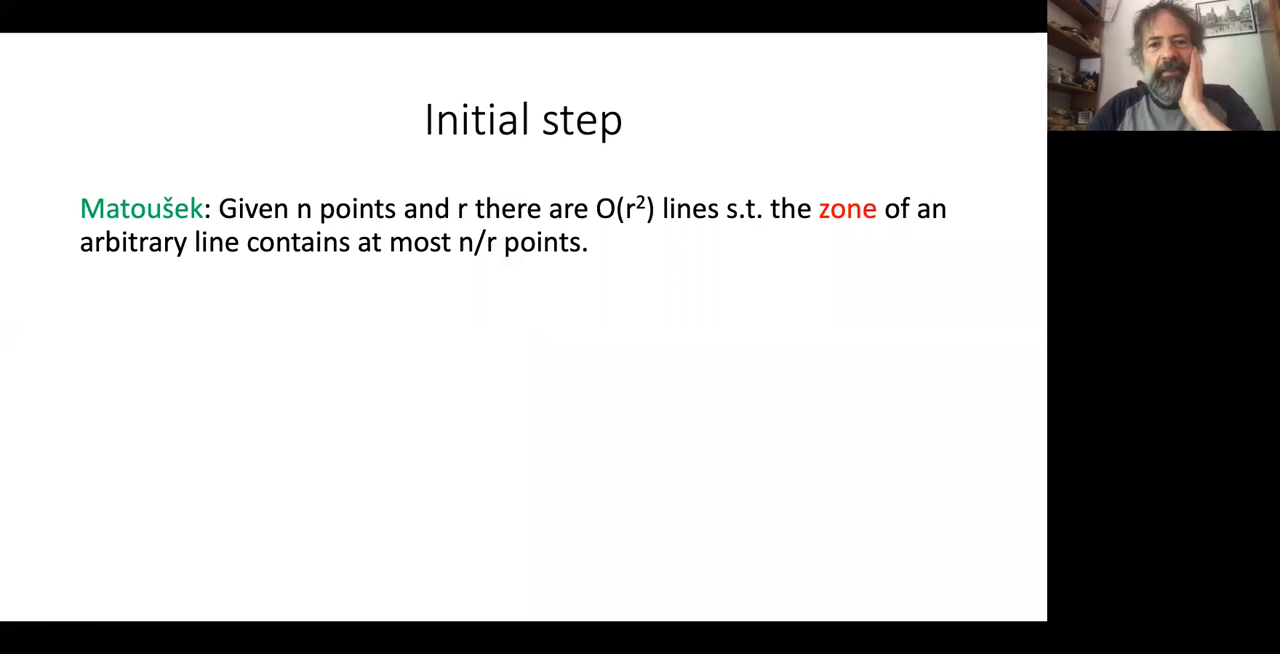 Initial step
Matoušek: Given n points and r there are O(r²) lines s.t. the zone of an
arbitrary line contains at most n/r points.